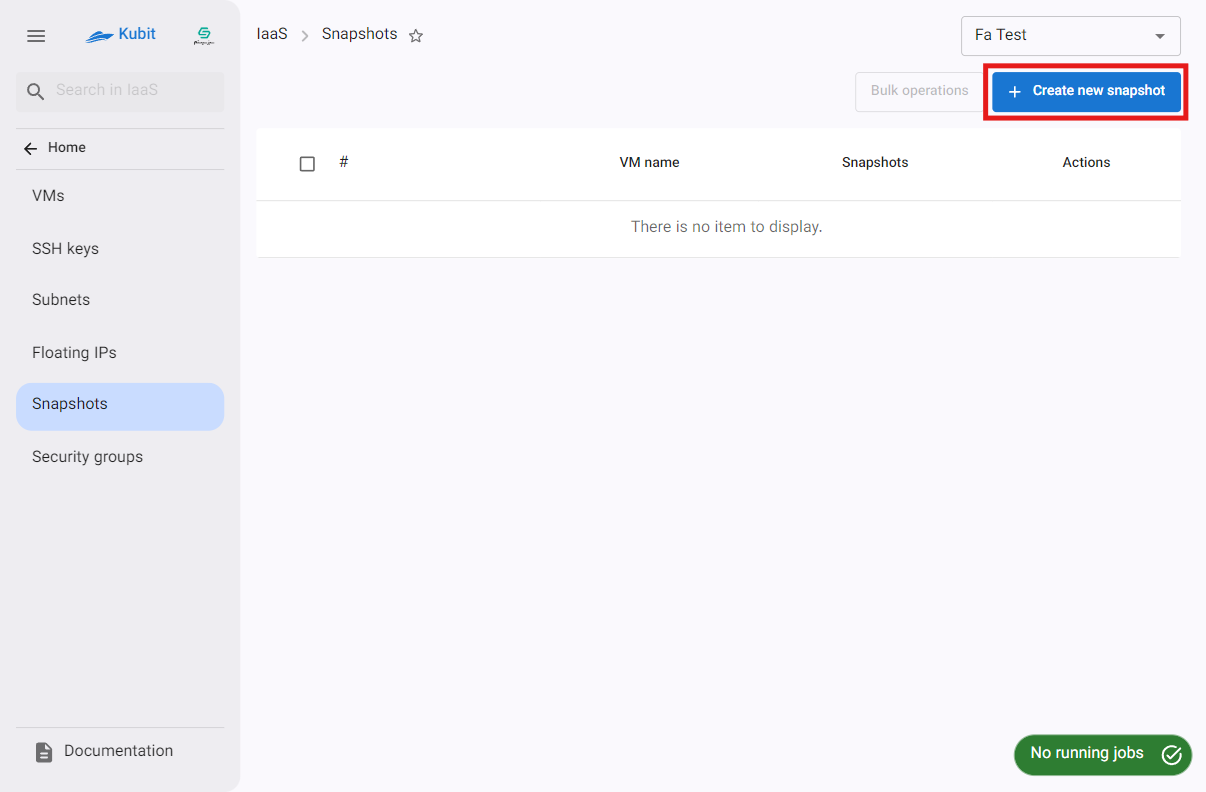 Kubit
IaaS
Snapshots
Fa Test
Search in IaaS
Bulk operations
+ Create new snapshot
Home
#
VM name
Snapshots
Actions
There is no item to display.
VMs
SSH keys
Subnets
Floating IPs
Snapshots
Security groups
Documentation
No running jobs